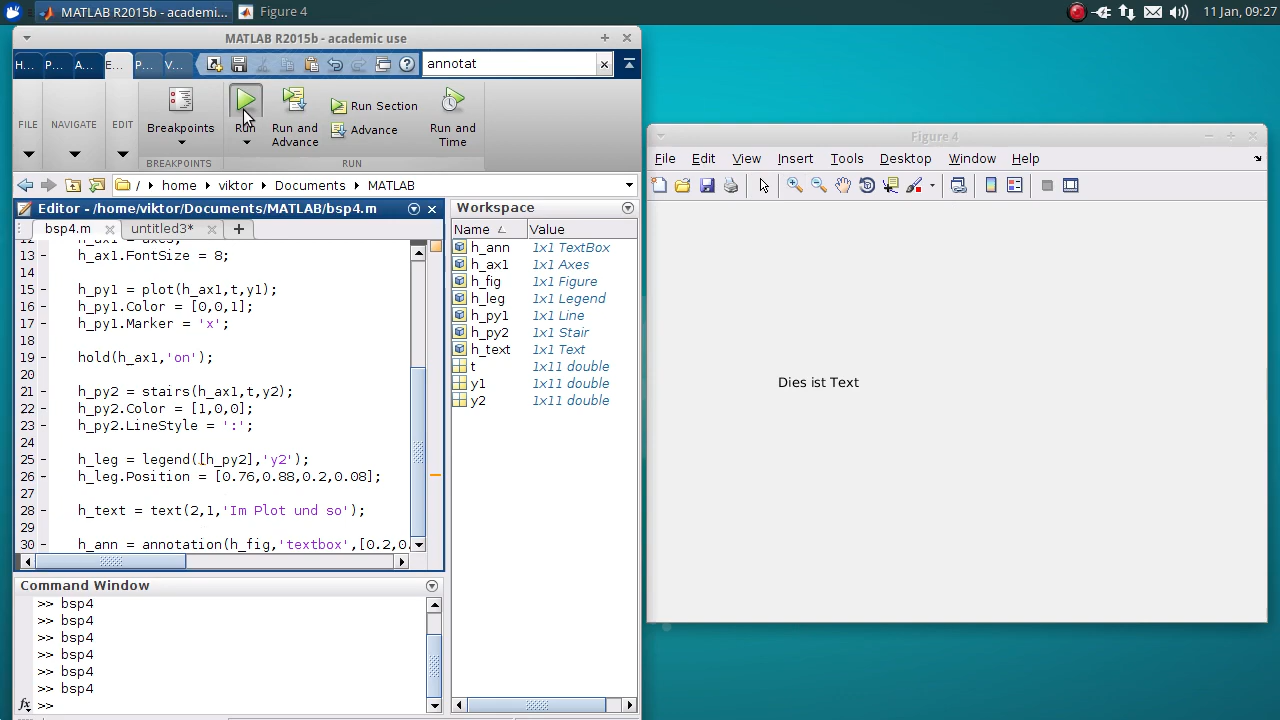 MATLAB R2015b - academi...
Figure 4
11 Jan, 09:27
MATLAB R2015b - academic use
H...
P...
A...
E...
P...
V...
annotat
FILE
NAVIGATE
EDIT
Breakpoints
BREAKPOINTS
Run
Run and
Advance
Run Section
Advance
Run and
Time
RUN
/ home viktor Documents MATLAB
Editor - /home/viktor/Documents/MATLAB/bsp4.m
bsp4.m
untitled3*
13 - h_ax1.FontSize = 8;
14
15 - h_py1 = plot(h_ax1,t,y1);
16 - h_py1.Color = [0,0,1];
17 - h_py1.Marker = 'x';
18
19 - hold(h_ax1,'on');
20
21 - h_py2 = stairs(h_ax1,t,y2);
22 - h_py2.Color = [1,0,0];
23 - h_py2.LineStyle = ':';
24
25 - h_leg = legend([h_py2],'y2');
26 - h_leg.Position = [0.76,0.88,0.2,0.08];
27
28 - h_text = text(2,1,'Im Plot und so');
29
30 - h_ann = annotation(h_fig,'textbox',[0.2,0.
Workspace
Name Value
h_ann 1x1 TextBox
h_ax1 1x1 Axes
h_fig 1x1 Figure
h_leg 1x1 Legend
h_py1 1x1 Line
h_py2 1x1 Stair
h_text 1x1 Text
t 1x11 double
y1 1x11 double
y2 1x11 double
Command Window
>> bsp4
>> bsp4
>> bsp4
>> bsp4
>> bsp4
>> bsp4
fx >>
Figure 4
File Edit View Insert Tools Desktop Window Help
Dies ist Text